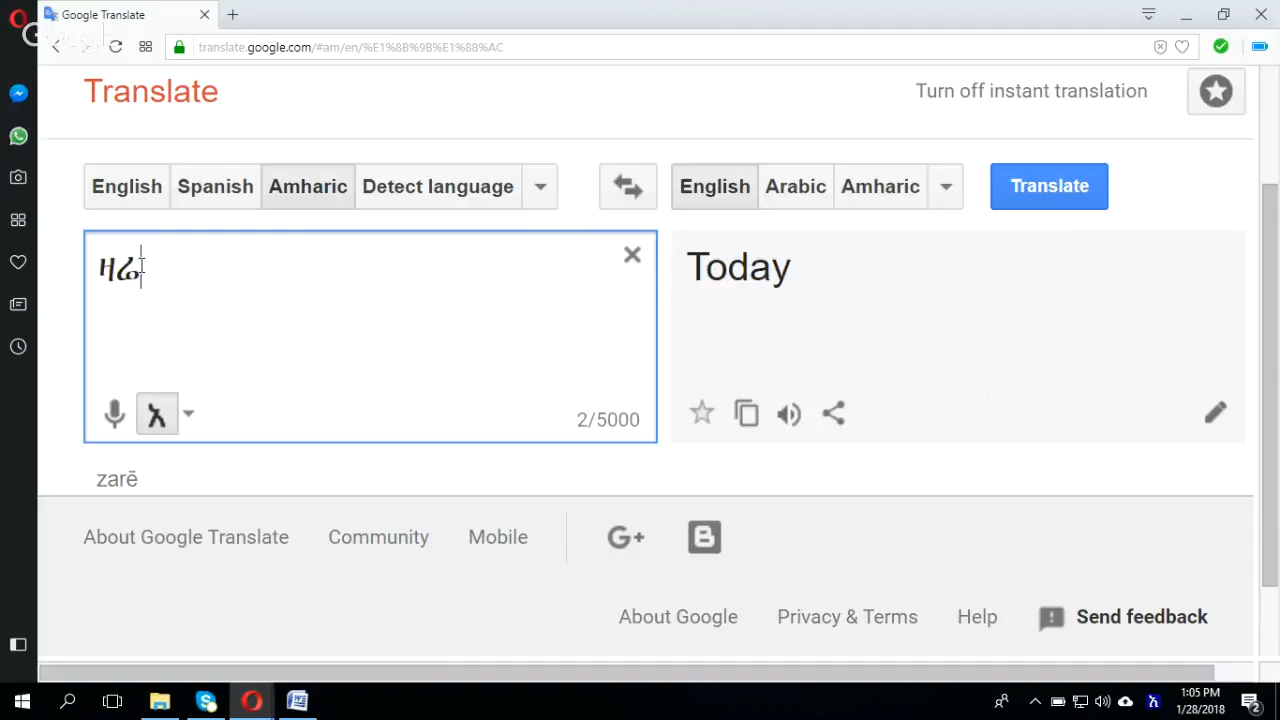 Google Translate
translate.google.com/#am/en/%E1%8B%9B%E1%88%AC
Translate
Turn off instant translation
English Spanish Amharic Detect language
English Arabic Amharic
Translate
ዛሬ
Today
2/5000
zarē
About Google Translate Community Mobile
About Google Privacy & Terms Help Send feedback
1:05 PM
1/28/2018
2